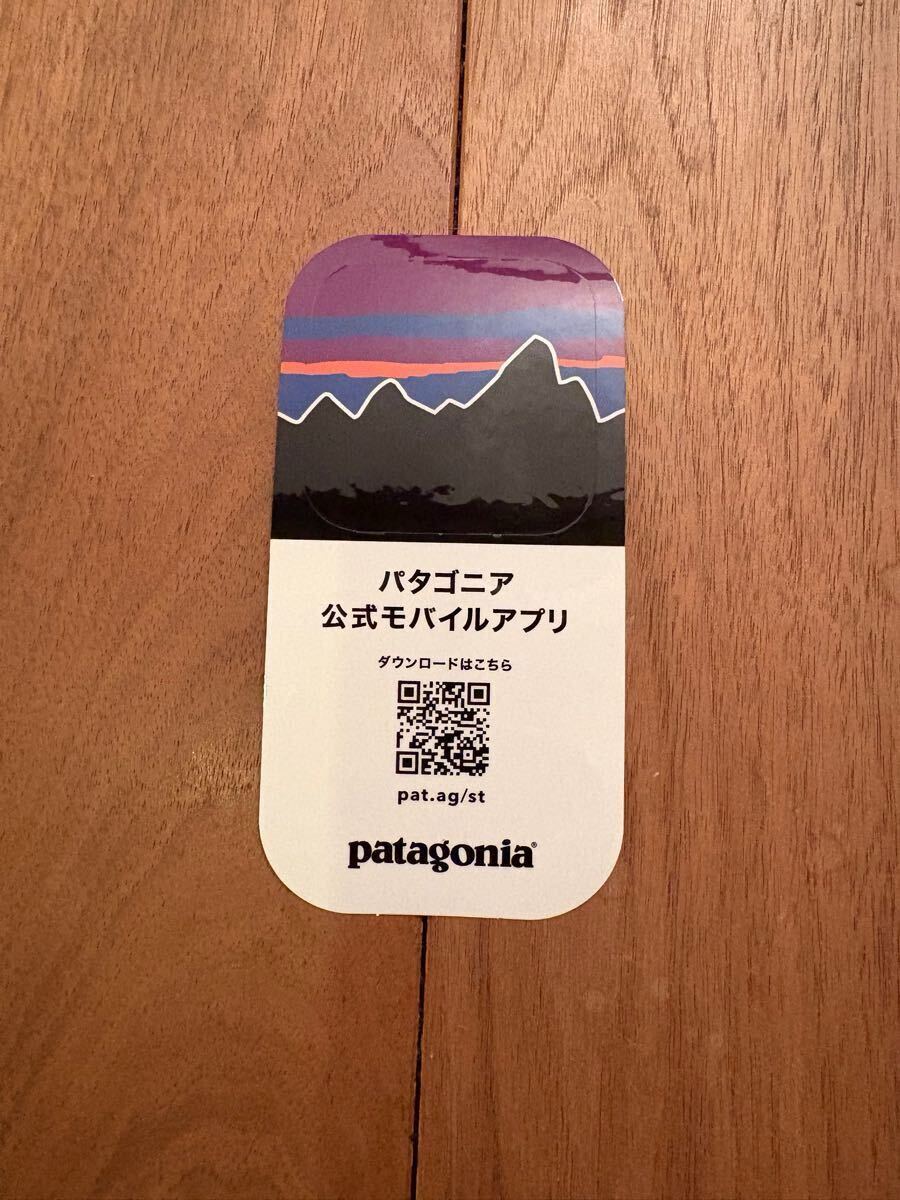 パタゴニア
公式モバイルアプリ
ダウンロードはこちら
pat.ag/st
patagonia®